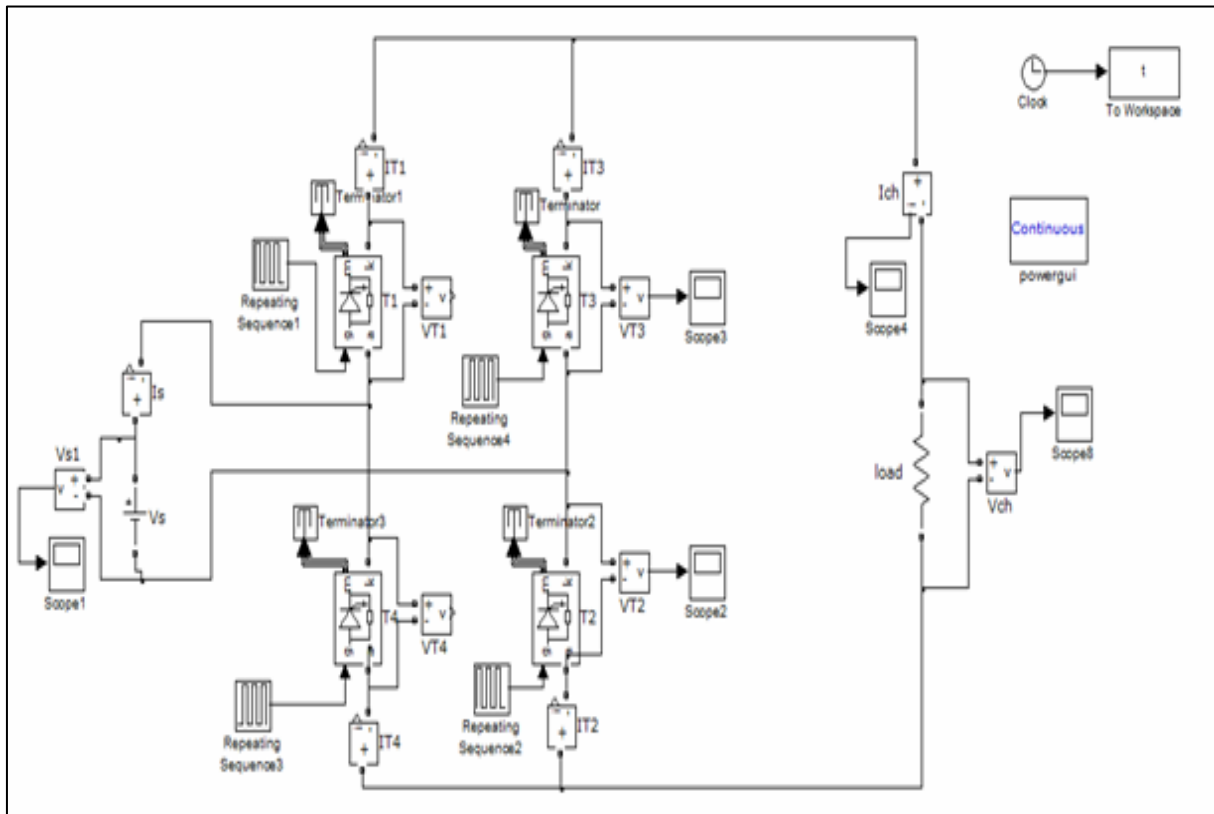 t
Clock
To Workspace
IT1
IT3
Terminator1
Terminator
Ich
Continuous
powergui
m
k
T1
g
a
m
k
T3
g
a
Repeating
Sequence1
+
-
v
VT1
+
-
v
VT3
Scope3
Scope4
Is
Repeating
Sequence4
Vs1
v
+
-
Vs
Scope1
load
+
-
v
Vch
Scope8
Terminator3
Terminator2
m
k
T4
g
+
-
v
VT4
m
k
T2
g
+
-
v
VT2
Scope2
Repeating
Sequence3
IT4
Repeating
Sequence2
IT2